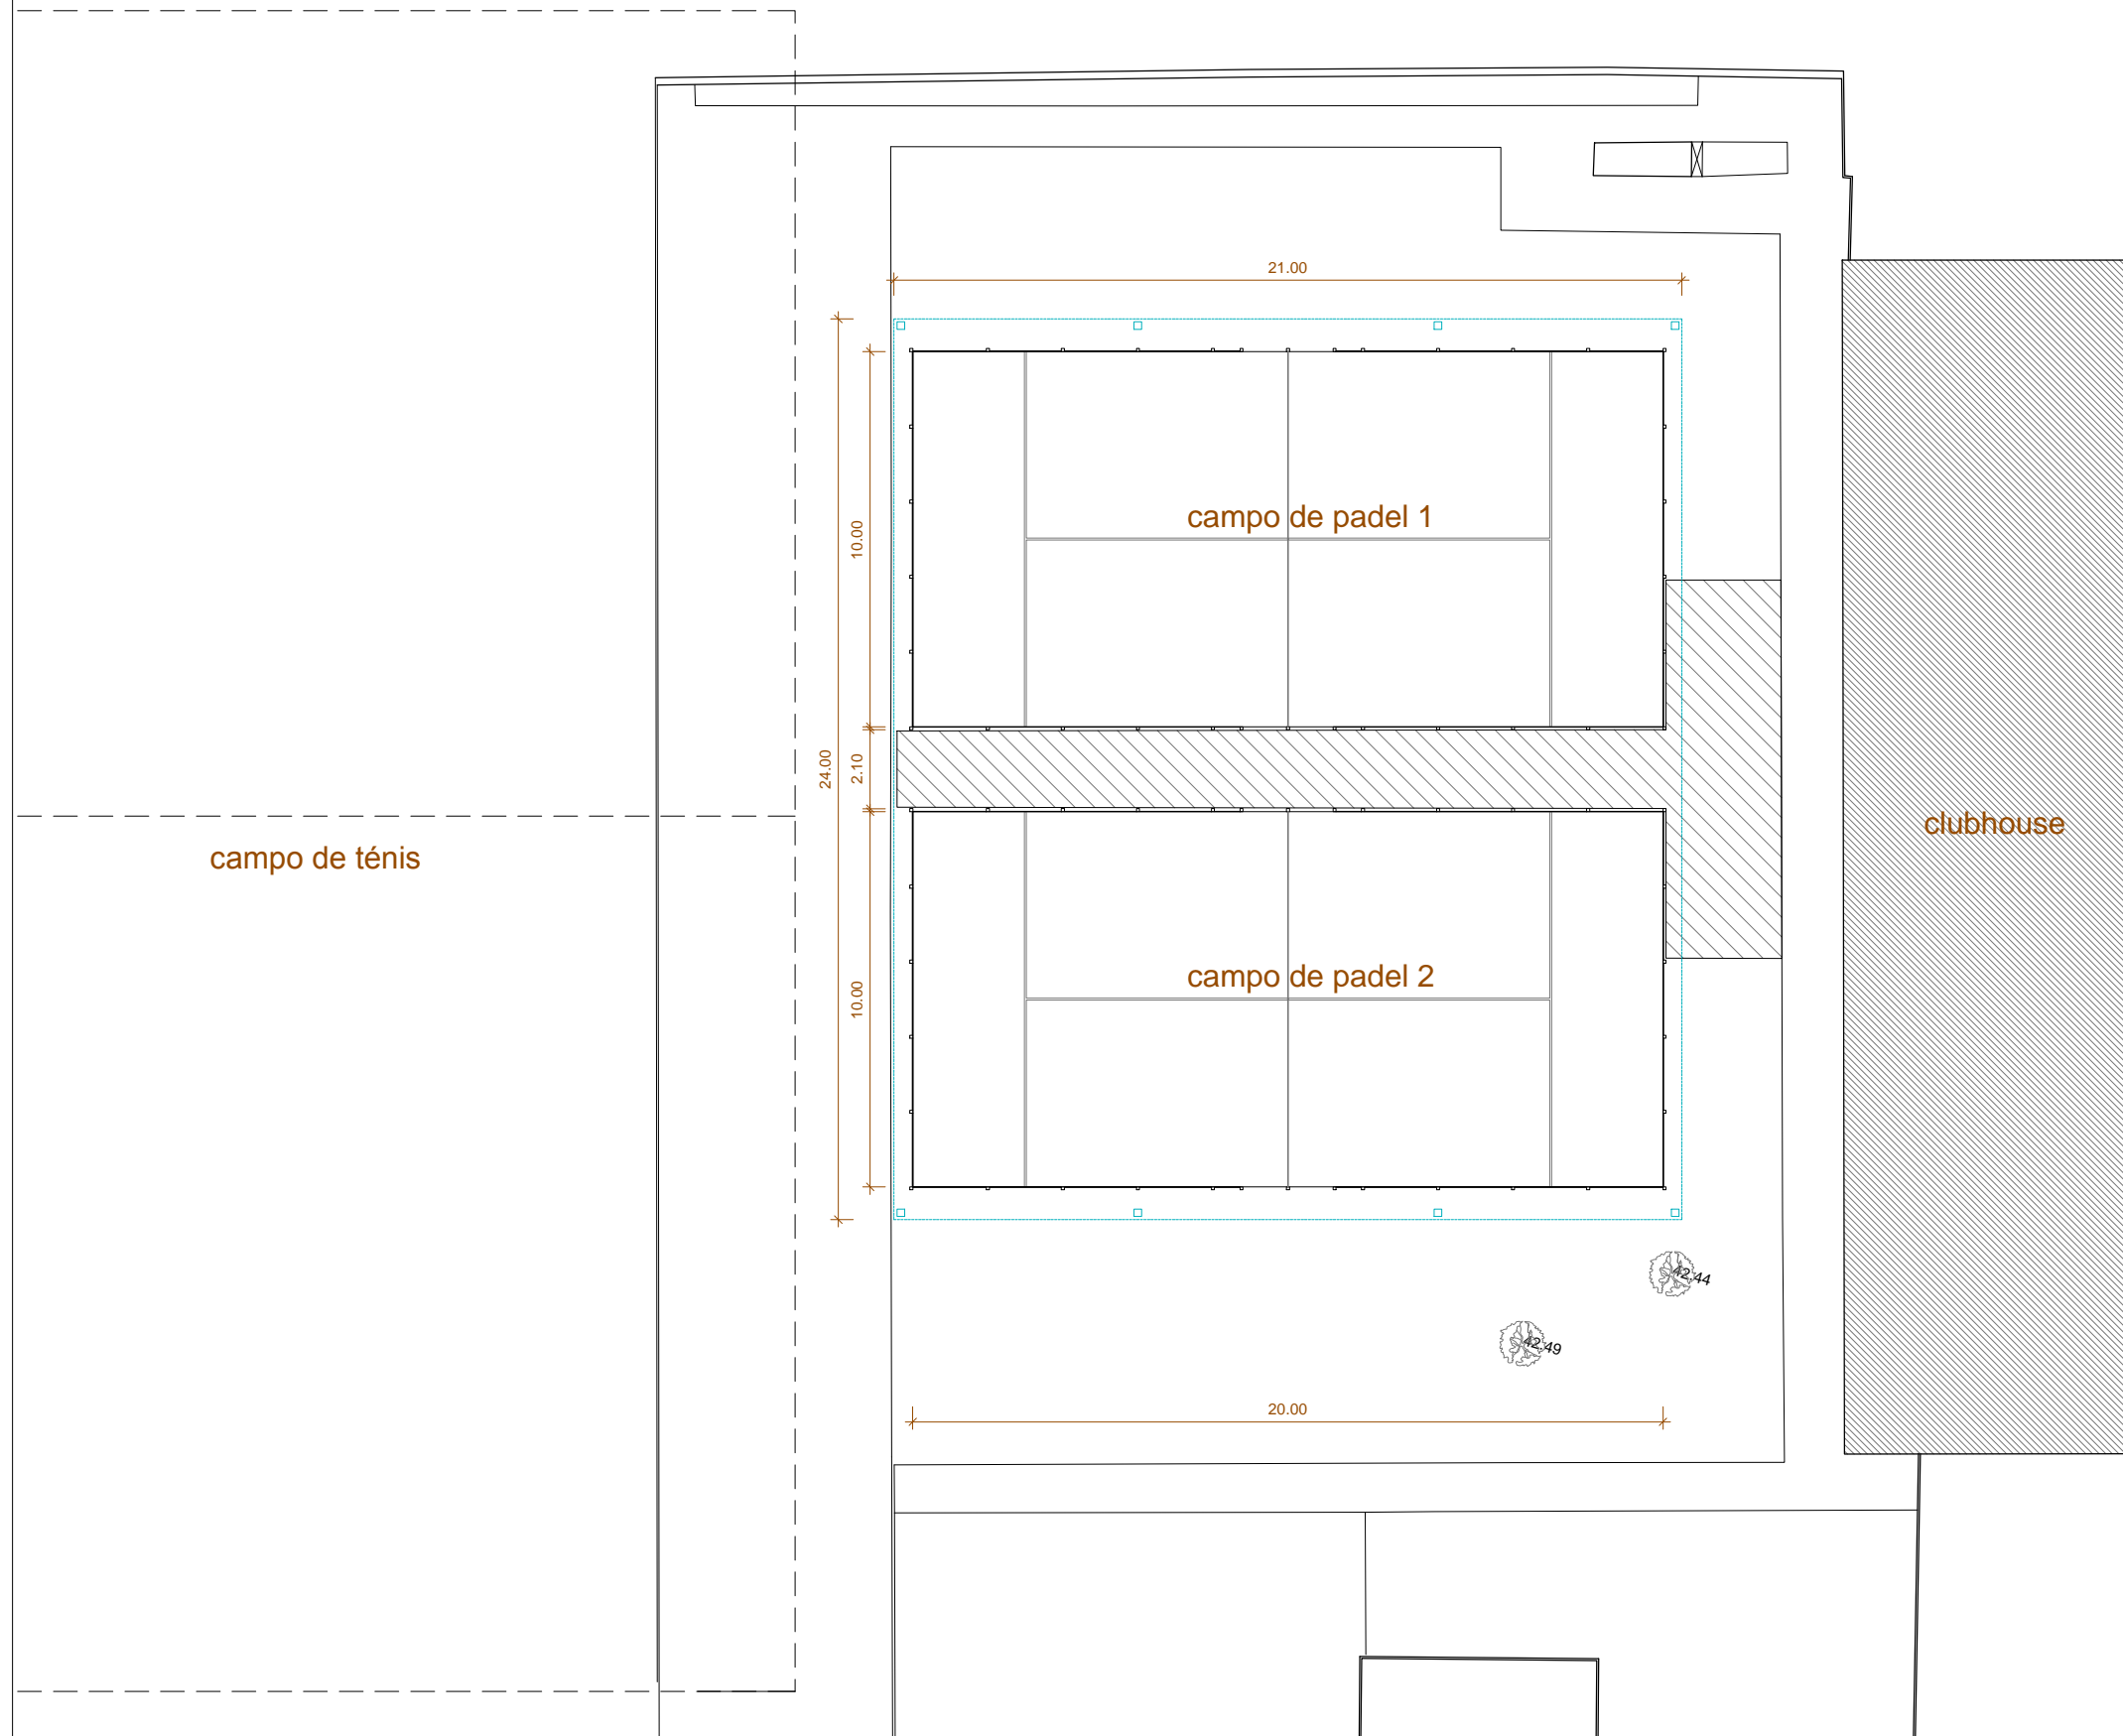 21.00
campo de padel 1
10.00
24.00
2.10
clubhouse
campo de ténis
campo de padel 2
10.00
42.44
42.49
20.00